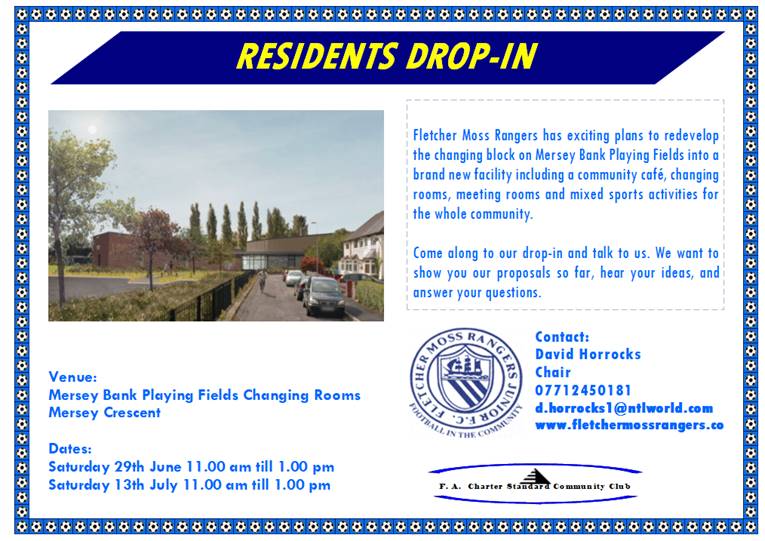 RESIDENTS DROP-IN
Fletcher Moss Rangers has exciting plans to redevelop
the changing block on Mersey Bank Playing Fields into a
brand new facility including a community café, changing
rooms, meeting rooms and mixed sports activities for
the whole community.
Come along to our drop-in and talk to us. We want to
show you our proposals so far, hear your ideas, and
answer your questions.
Venue:
Mersey Bank Playing Fields Changing Rooms
Mersey Crescent
Dates:
Saturday 29th June 11.00 am till 1.00 pm
Saturday 13th July 11.00 am till 1.00 pm
FLETCHER MOSS RANGERS JUNIOR F.C.
FOOTBALL IN THE COMMUNITY
Contact:
David Horrocks
Chair
07712450181
d.horrocks1@ntlworld.com
www.fletchermossrangers.co
F. A. Charter Standard Community Club